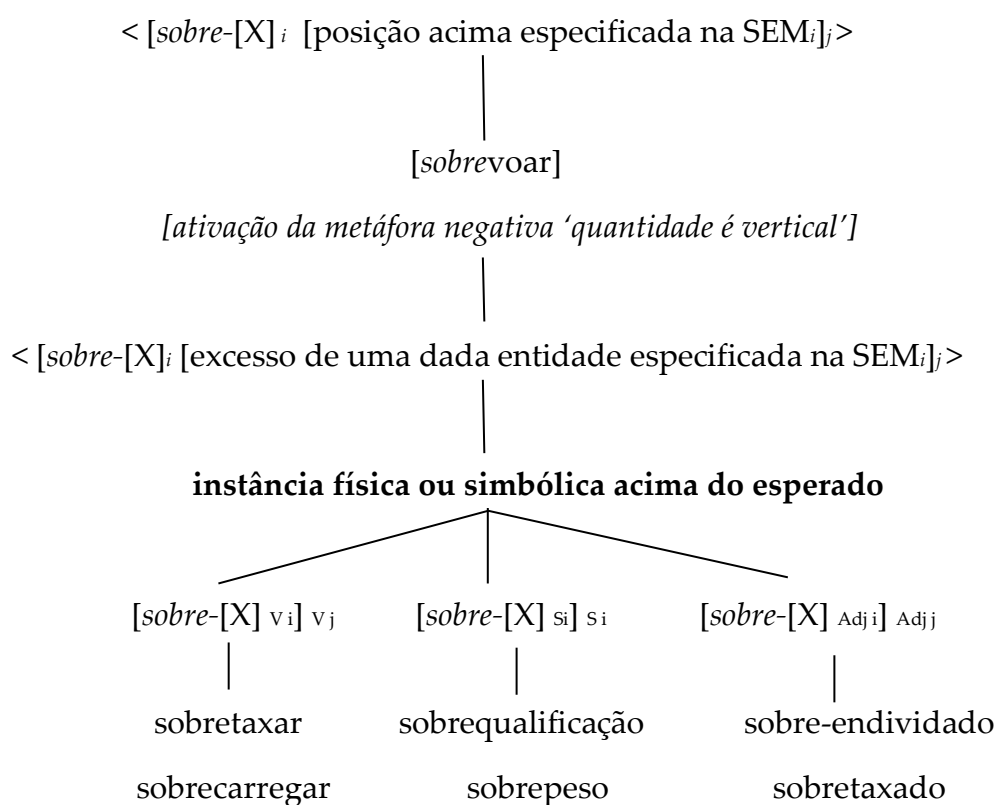 < [sobre-[X] i [posição acima especificada na SEMi]j>
[sobrevoar]
[ativação da metáfora negativa ‘quantidade é vertical’]
< [sobre-[X]i [excesso de uma dada entidade especificada na SEMi]j>
instância física ou simbólica acima do esperado
[sobre-[X] V i] V j [sobre-[X] Si] S i [sobre-[X] Adj i] Adj j
sobretaxar sobrequalificação sobre-endividado
sobrecarregar sobrepeso sobretaxado